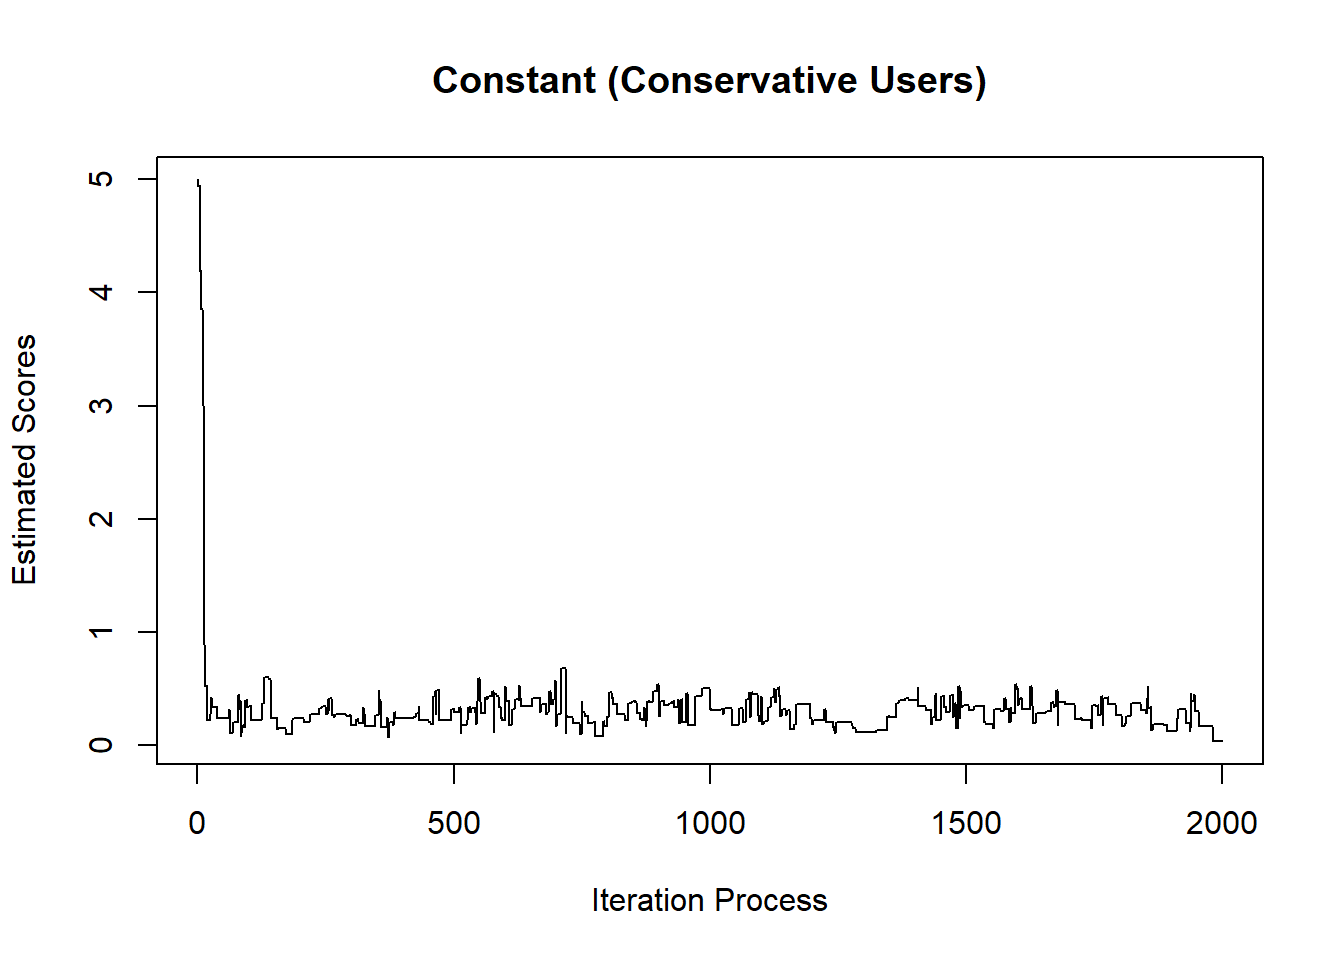 Constant (Conservative Users)
Estimated Scores
5
4
3
2
1
0
0 500 1000 1500 2000
Iteration Process